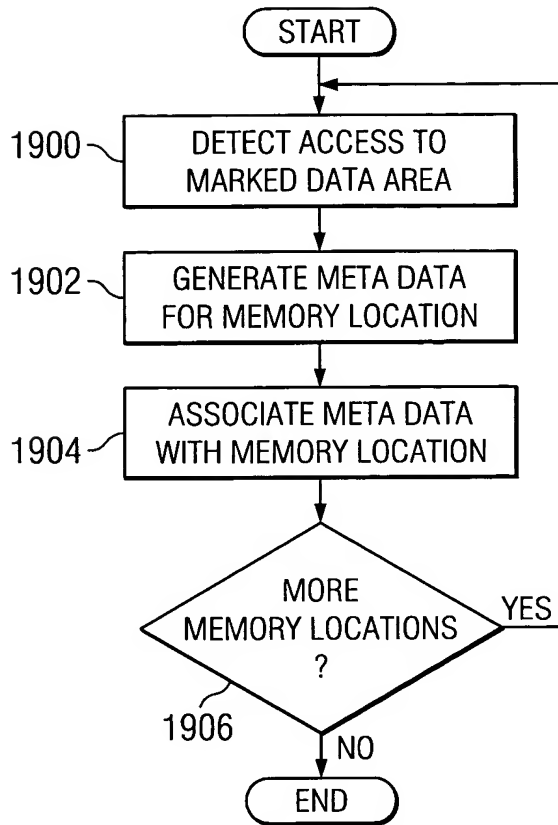 START
1900
DETECT ACCESS TO
MARKED DATA AREA
1902
GENERATE META DATA
FOR MEMORY LOCATION
1904
ASSOCIATE META DATA
WITH MEMORY LOCATION
MORE
MEMORY LOCATIONS
?
YES
1906
NO
END